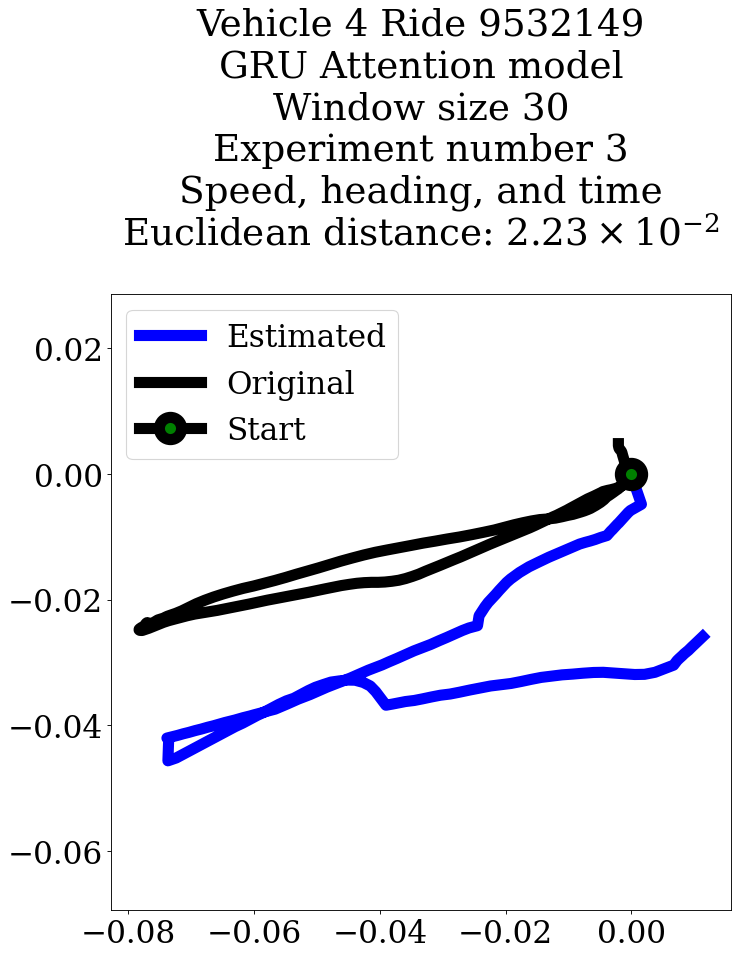 Vehicle 4 Ride 9532149
GRU Attention model
Window size 30
Experiment number 3
Speed, heading, and time
Euclidean distance: 2.23 × 10⁻²
Estimated
Original
Start
0.02
0.00
−0.02
−0.04
−0.06
−0.08 −0.06 −0.04 −0.02 0.00